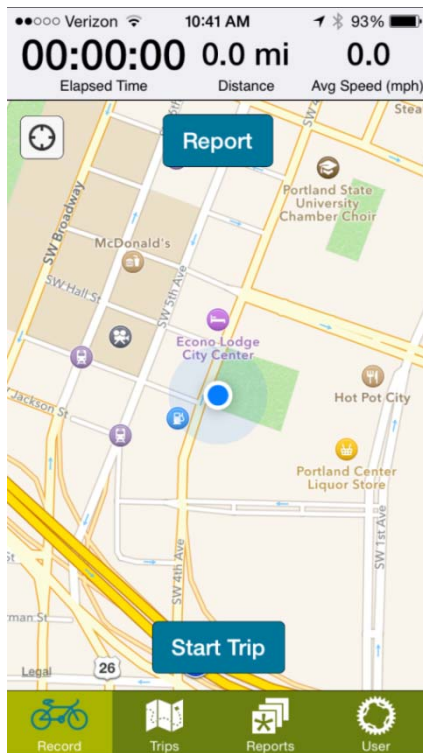 Verizon 10:41 AM 93%
00:00:00 0.0 mi 0.0
Elapsed Time Distance Avg Speed (mph)
Report
Portland State
University
Chamber Choir
SW Broadway
McDonald's
SW Hall St
SW 5th Ave
Econo Lodge
City Center
Hot Pot City
Jackson St
Portland Center
Liquor Store
SW 4th Ave
SW 1st Ave
Start Trip
Legal
26
Record Trips Reports User